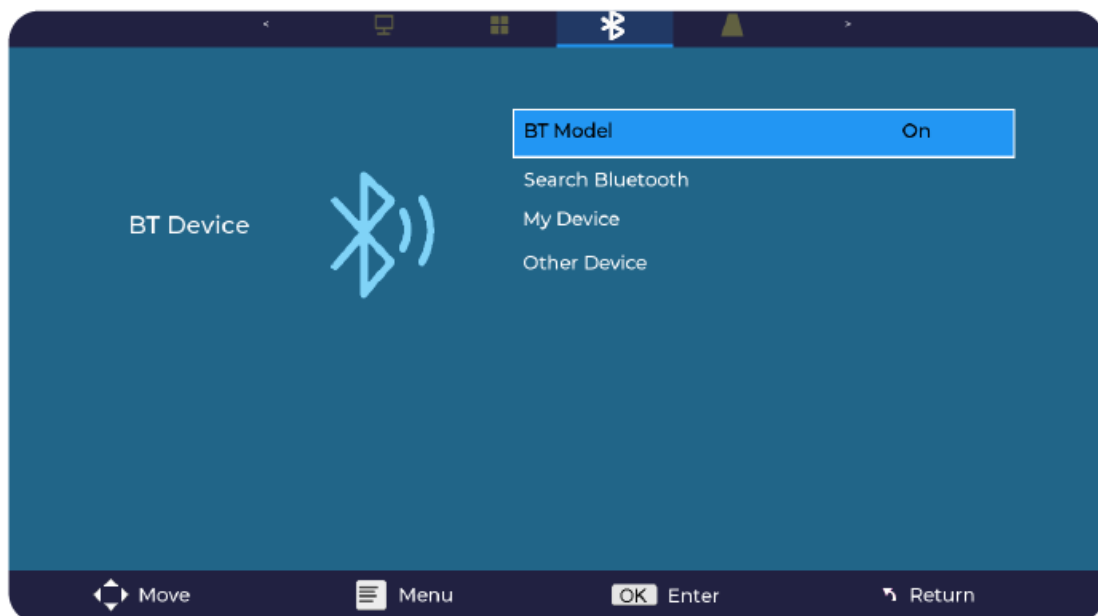 BT Model On
Search Bluetooth
BT Device
My Device
Other Device
Move Menu OK Enter Return